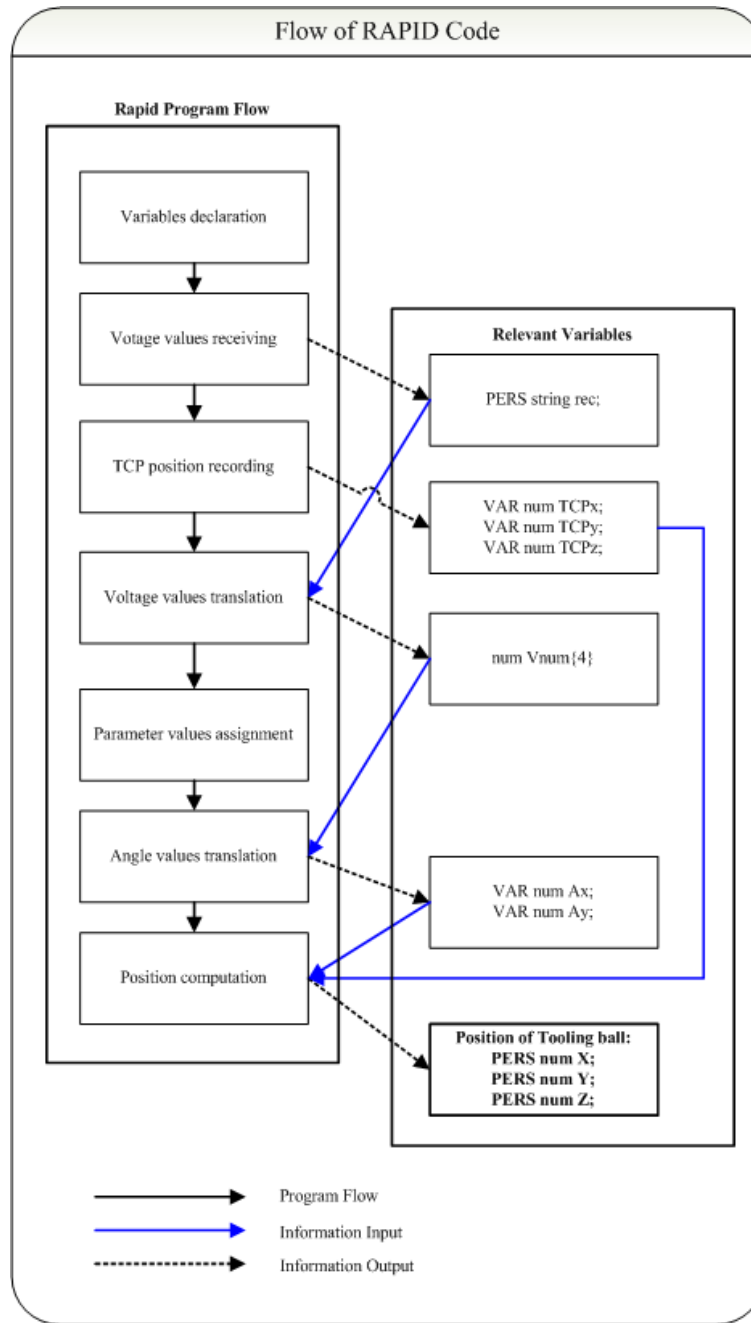 Flow of RAPID Code
Rapid Program Flow
Variables declaration
Votage values receiving
TCP position recording
Voltage values translation
Parameter values assignment
Angle values translation
Position computation
Relevant Variables
PERS string rec;
VAR num TCPx;
VAR num TCPy;
VAR num TCPz;
num Vnum{4}
VAR num Ax;
VAR num Ay;
Position of Tooling ball:
PERS num X;
PERS num Y;
PERS num Z;
Program Flow
Information Input
Information Output